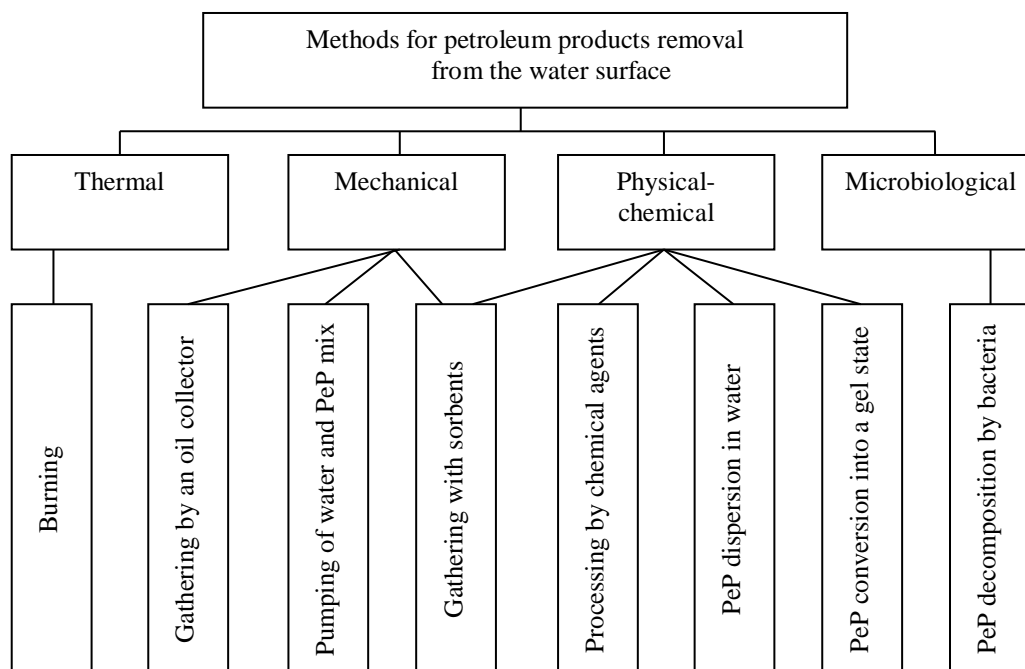 Methods for petroleum products removal
from the water surface
Thermal
Mechanical
Physical-
chemical
Microbiological
Burning
Gathering by an oil collector
Pumping of water and PeP mix
Gathering with sorbents
Processing by chemical agents
PeP dispersion in water
PeP conversion into a gel state
PeP decomposition by bacteria